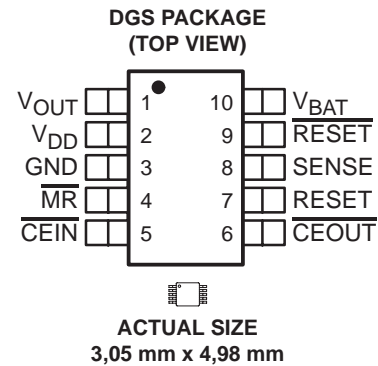 DGS PACKAGE
(TOP VIEW)
VOUT 1 10 VBAT
VDD 2 9 RESET
GND 3 8 SENSE
MR 4 7 RESET
CEIN 5 6 CEOUT
ACTUAL SIZE
3,05 mm x 4,98 mm